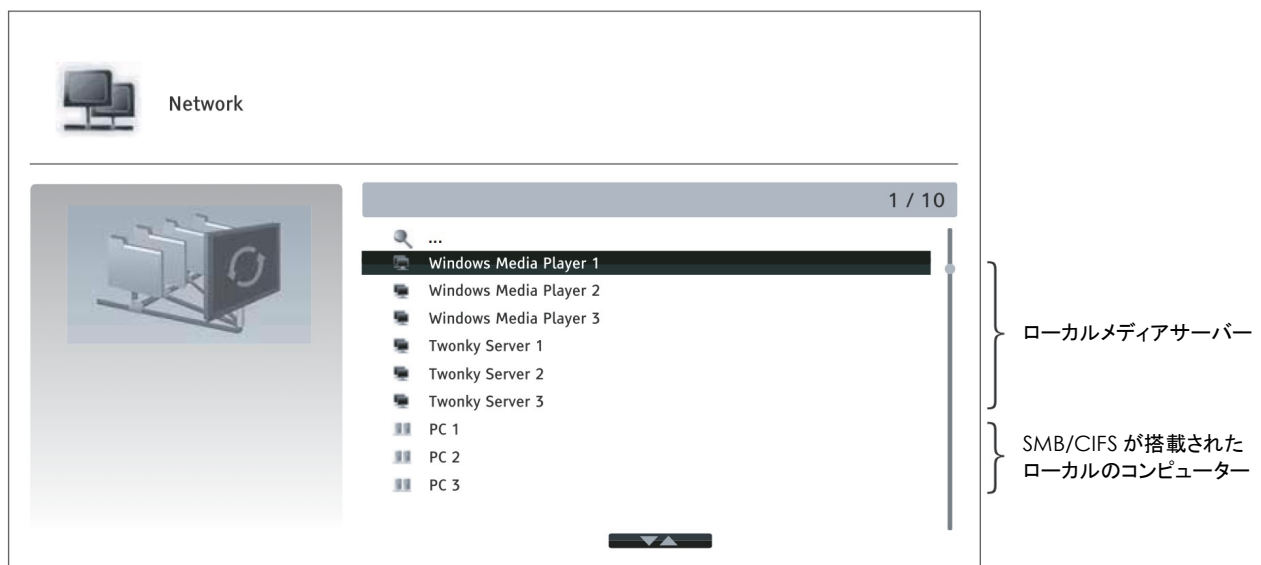 Network
1 / 10
...
Windows Media Player 1
Windows Media Player 2
Windows Media Player 3
Twonky Server 1
Twonky Server 2
Twonky Server 3
PC 1
PC 2
PC 3
ローカルメディアサーバー
SMB/CIFS が搭載された
ローカルのコンピューター